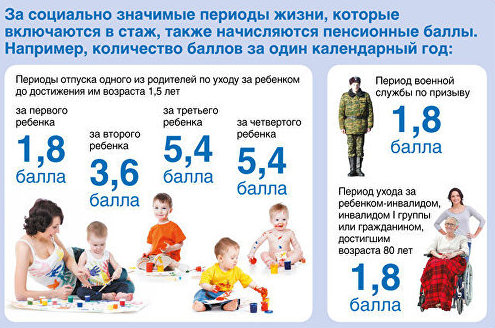 За социально значимые периоды жизни, которые
включаются в стаж, также начисляются пенсионные баллы.
Например, количество баллов за один календарный год:
Периоды отпуска одного из родителей по уходу за ребенком
до достижения им возраста 1,5 лет
за первого
ребенка
1,8
балла
за второго
ребенка
3,6
балла
за третьего
ребенка
5,4
балла
за четвертого
ребенка
5,4
балла
Период военной
службы по призыву
1,8
балла
Период ухода за
ребенком-инвалидом,
инвалидом I группы
или гражданином,
достигшим
возраста 80 лет
1,8
балла